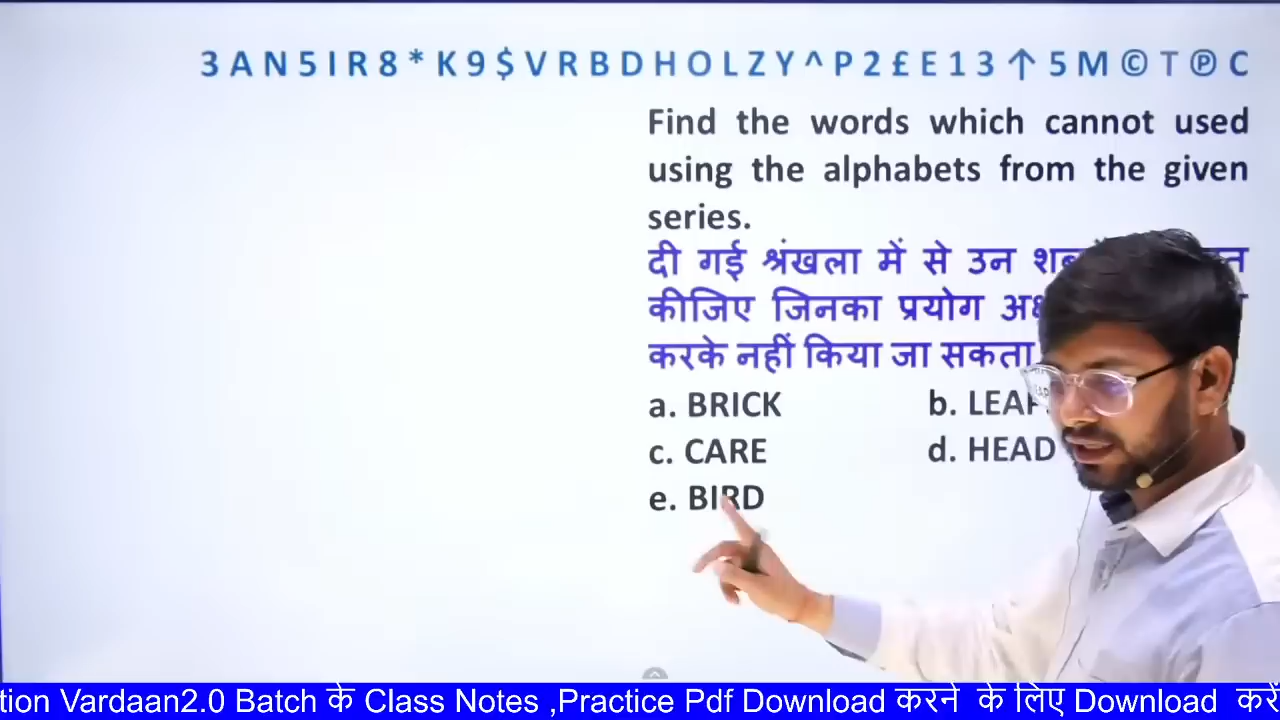 3 A N 5 I R 8 * K 9 $ V R B D H O L Z Y ^ P 2 £ E 1 3 ↑ 5 M © T ℗ C
Find the words which cannot used
using the alphabets from the given
series.
दी गई श्रंखला में से उन
कीजिए जिनका प्रयोग
करके नहीं किया जा सकता
a. BRICK b.
c. CARE d. HEAD
e. BIRD
tion Vardaan2.0 Batch के Class Notes ,Practice Pdf Download करने के लिए Download करें